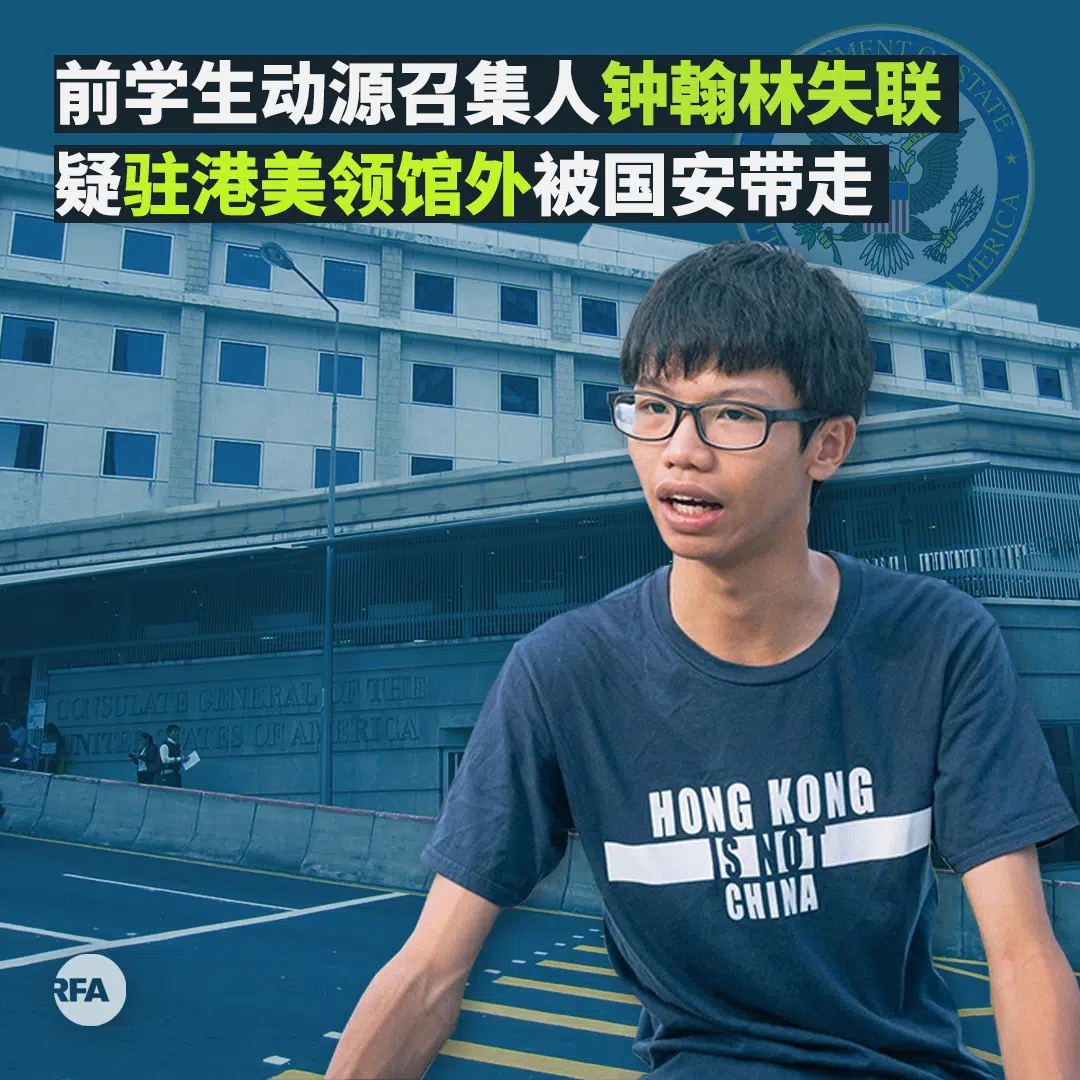 前学生动源召集人钟翰林失联
疑驻港美领馆外被国安带走
CONSULATE GENERAL OF THE
UNITED STATES OF AMERICA
HONG KONG
IS NOT
CHINA
RFA